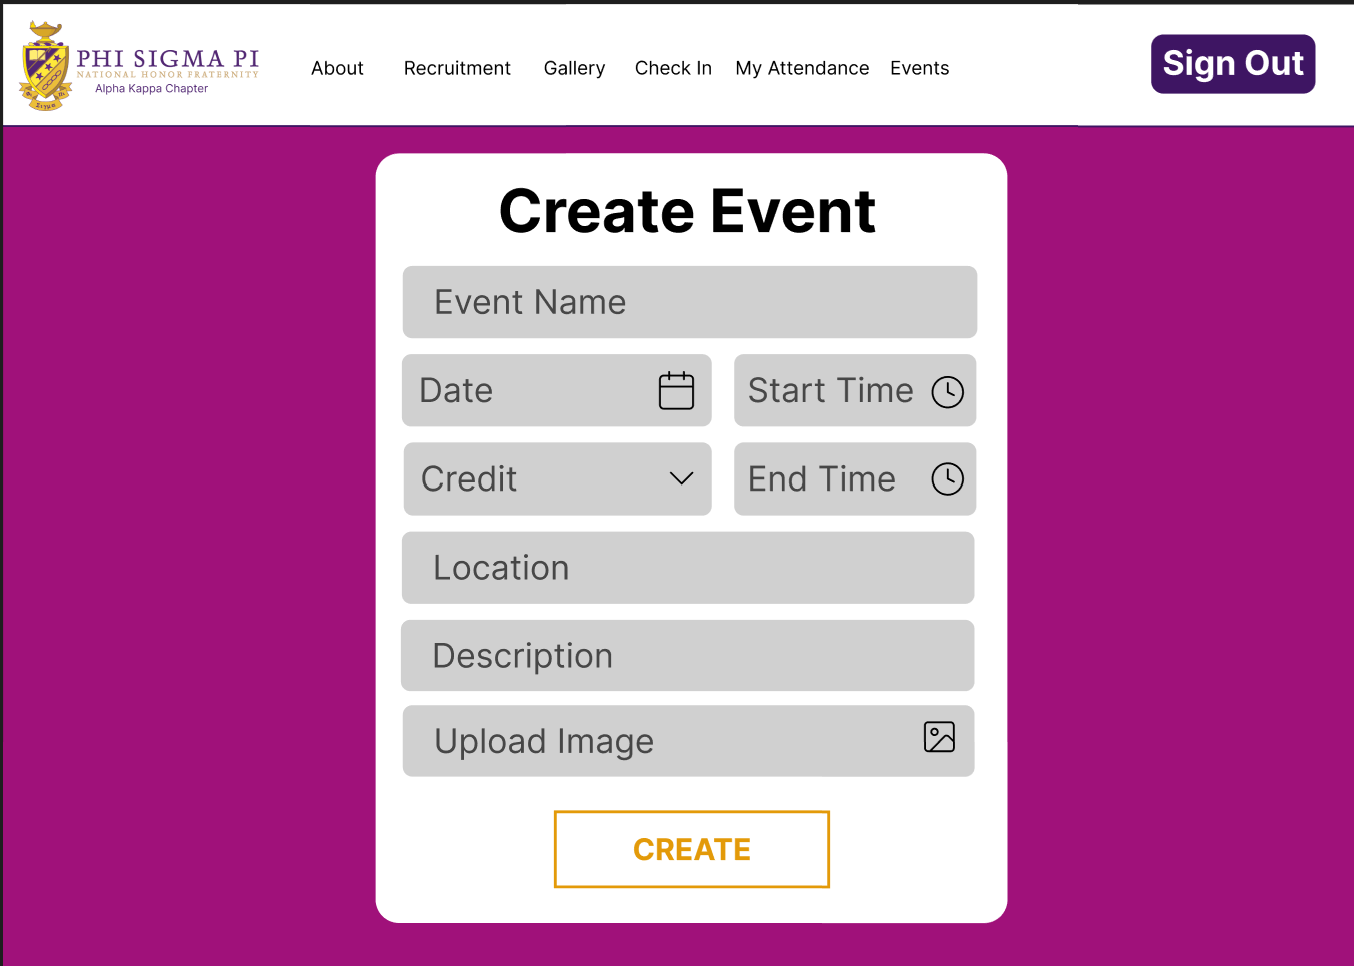 PHI SIGMA PI
NATIONAL HONOR FRATERNITY
Alpha Kappa Chapter
About Recruitment Gallery Check In My Attendance Events
Sign Out
Create Event
Event Name
Date
Start Time
Credit
End Time
Location
Description
Upload Image
CREATE